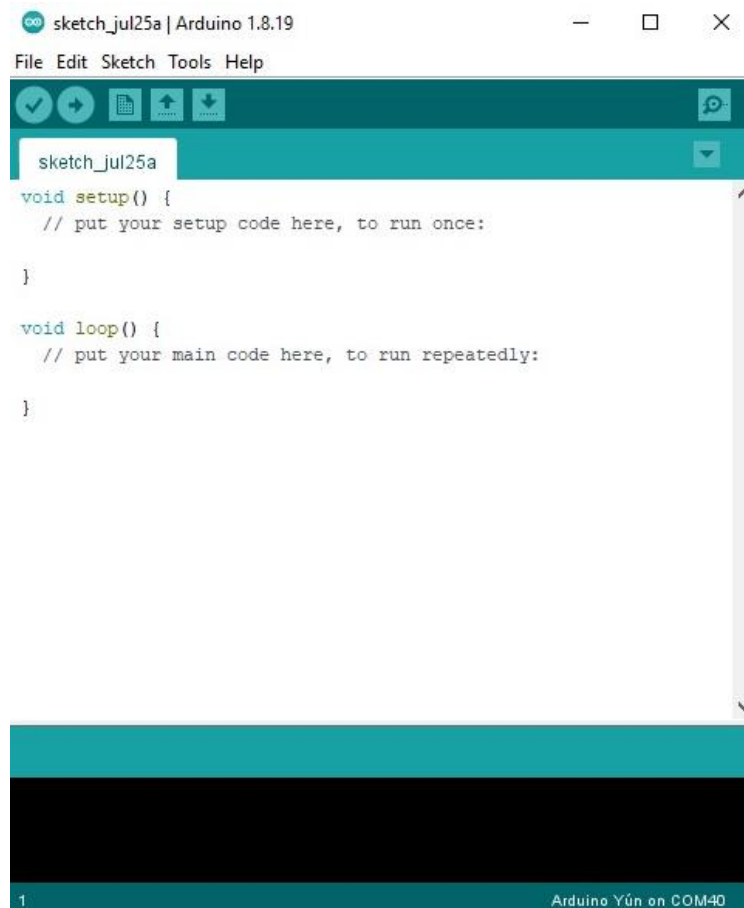 sketch_jul25a | Arduino 1.8.19
File Edit Sketch Tools Help
sketch_jul25a
void setup() {
  // put your setup code here, to run once:
}
void loop() {
  // put your main code here, to run repeatedly:
}
1 Arduino Yún on COM40